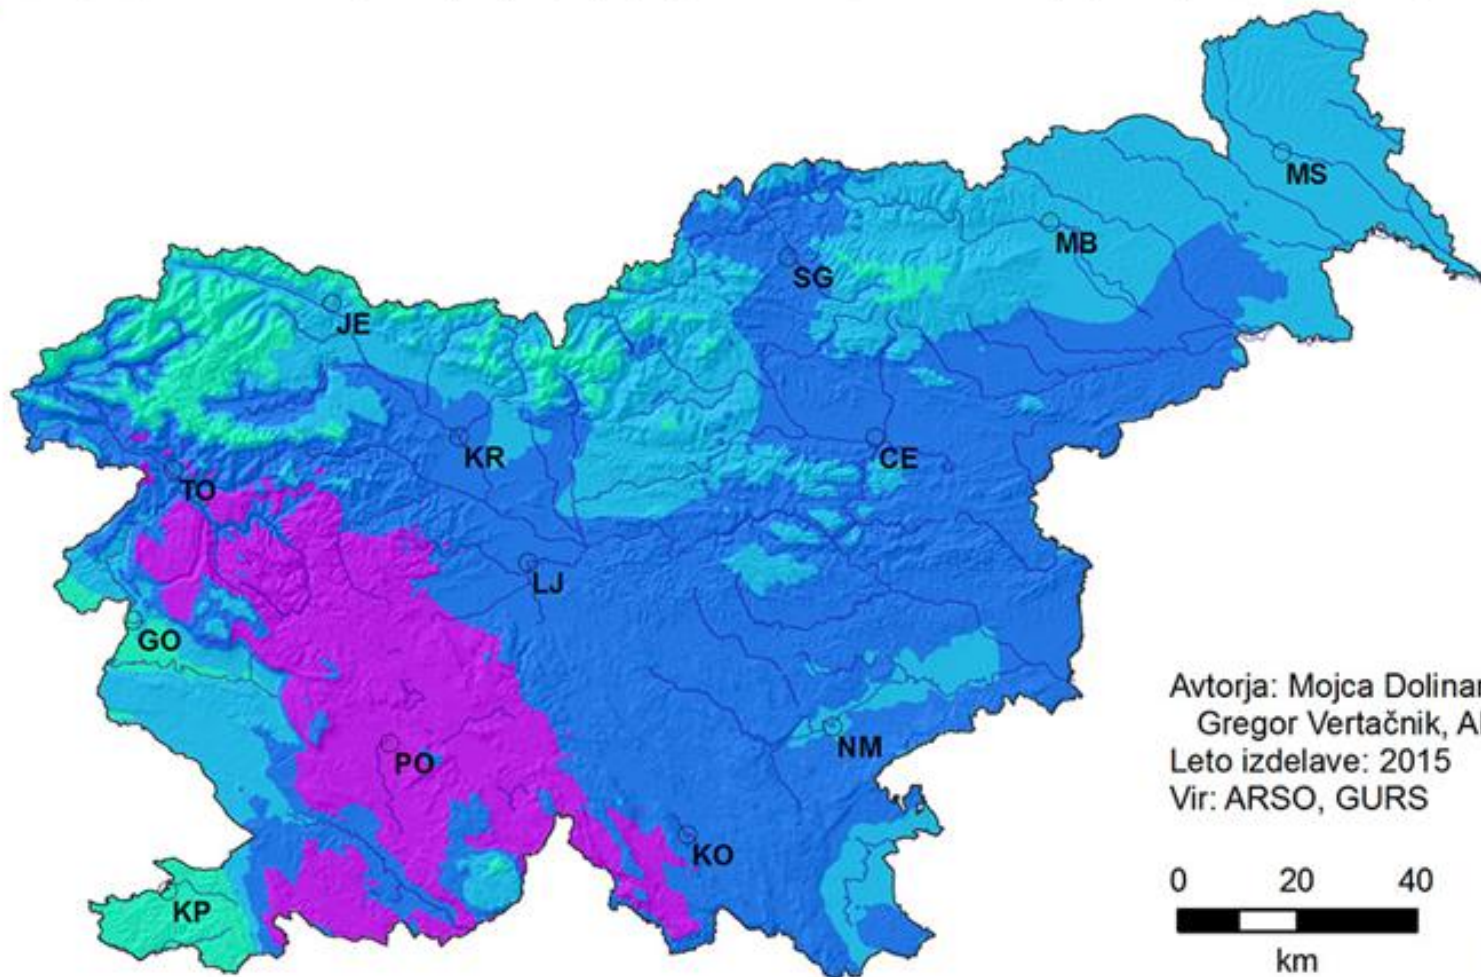 MS
MB
SG
JE
KR
CE
TO
LJ
GO
Avtorja: Mojca Dolinar
Gregor Vertačnik,
Leto izdelave: 2015
Vir: ARSO, GURS
NM
PO
KO
KP
0 20 40
km